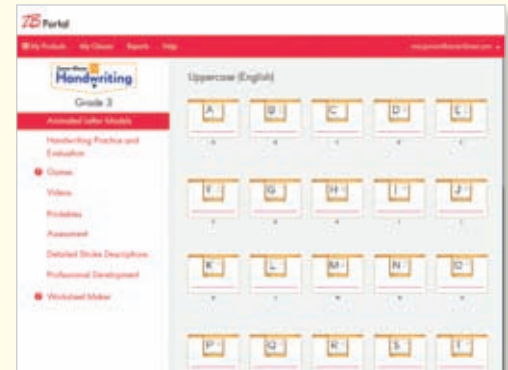 TB Portal
My Products My Classes Reports Help
Handwriting
Grade 3
Animated Letter Models
Handwriting Practice and
Evaluation
Games
Videos
Printables
Assessment
Detailed Stroke Descriptions
Professional Development
Worksheet Maker
Uppercase (English)
A B C D E
F G H I J
K L M N O
P Q R S T